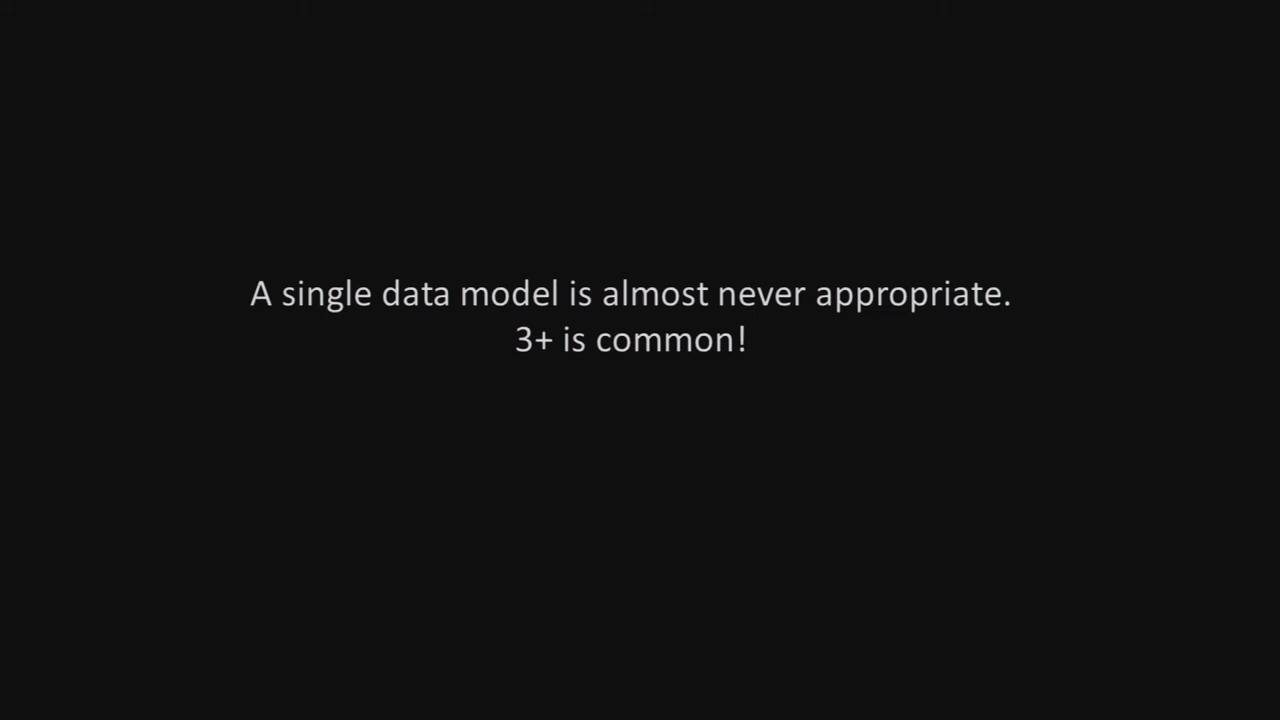 A single data model is almost never appropriate.
3+ is common!